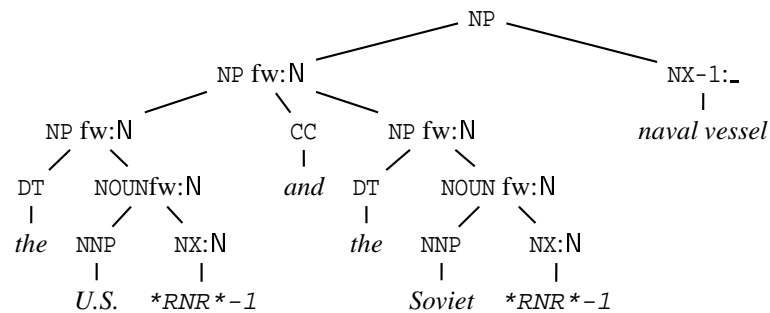 NP
NP fw:N NX-1:_
NP fw:N CC NP fw:N naval vessel
DT NOUNfw:N and DT NOUN fw:N
the NNP NX:N the NNP NX:N
U.S. *RNR*-1 Soviet *RNR*-1